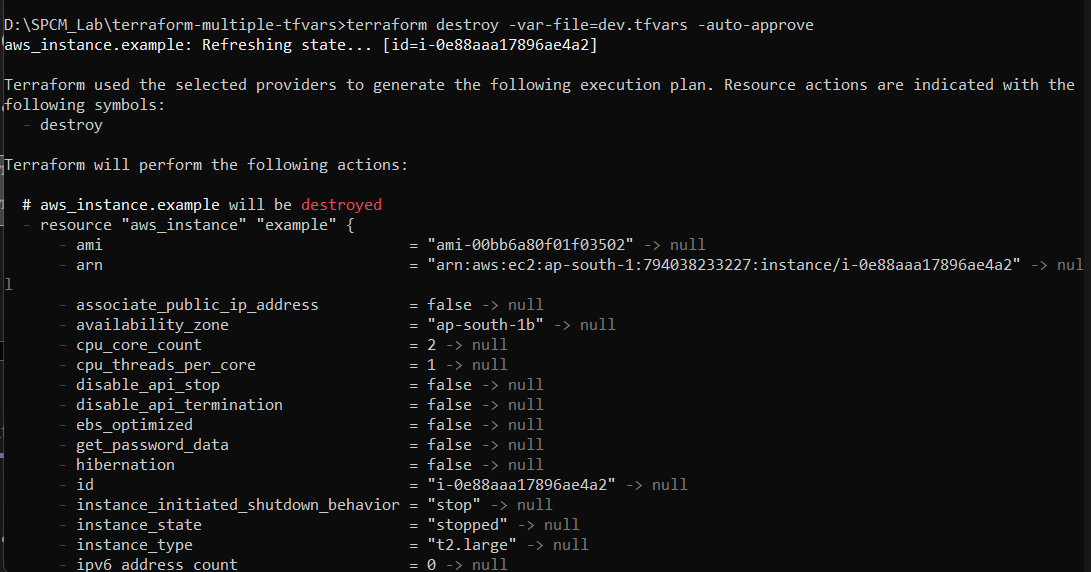 D:\SPCM_Lab\terraform-multiple-tfvars>terraform destroy -var-file=dev.tfvars -auto-approve
aws_instance.example: Refreshing state... [id=i-0e88aaa17896ae4a2]
Terraform used the selected providers to generate the following execution plan. Resource actions are indicated with the
following symbols:
- destroy
Terraform will perform the following actions:
# aws_instance.example will be destroyed
- resource "aws_instance" "example" {
- ami = "ami-00bb6a80f01f03502" -> null
- arn = "arn:aws:ec2:ap-south-1:794038233227:instance/i-0e88aaa17896ae4a2" -> nul
l
- associate_public_ip_address = false -> null
- availability_zone = "ap-south-1b" -> null
- cpu_core_count = 2 -> null
- cpu_threads_per_core = 1 -> null
- disable_api_stop = false -> null
- disable_api_termination = false -> null
- ebs_optimized = false -> null
- get_password_data = false -> null
- hibernation = false -> null
- id = "i-0e88aaa17896ae4a2" -> null
- instance_initiated_shutdown_behavior = "stop" -> null
- instance_state = "stopped" -> null
- instance_type = "t2.large" -> null
- ipv6_address_count = 0 -> null